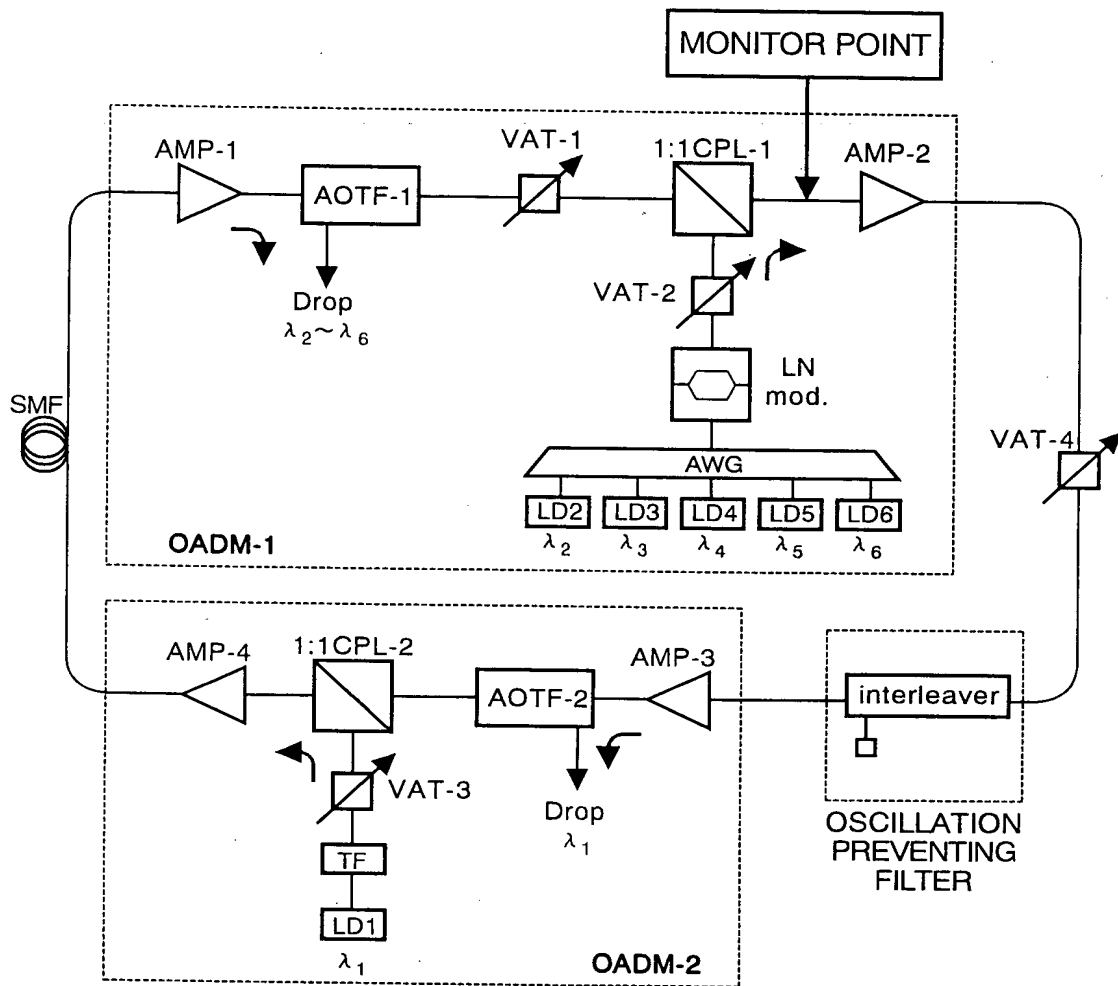 MONITOR POINT
AMP-1
VAT-1
1:1CPL-1
AMP-2
AOTF-1
Drop
λ2～λ6
VAT-2
LN
mod.
SMF
VAT-4
AWG
LD2 LD3 LD4 LD5 LD6
λ2 λ3 λ4 λ5 λ6
OADM-1
AMP-4
1:1CPL-2
AMP-3
AOTF-2
interleaver
VAT-3
Drop
λ1
OSCILLATION
PREVENTING
FILTER
TF
LD1
λ1
OADM-2